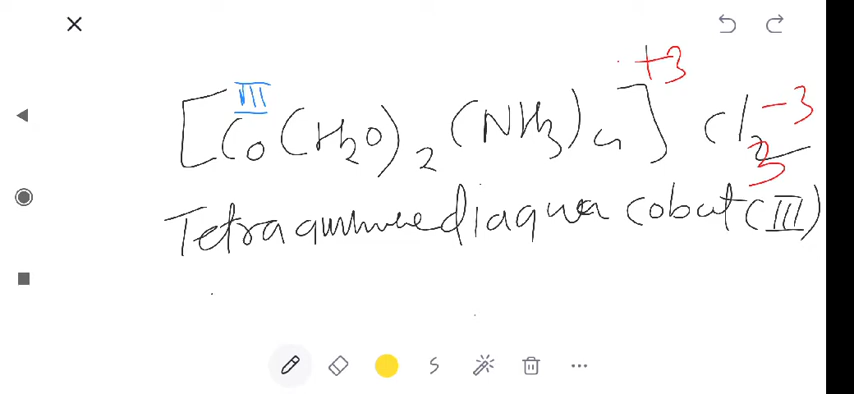 [Co(H2O)2(NH3)4] Cl3
III +3 -3
Tetraamminediaqua cobalt(III)